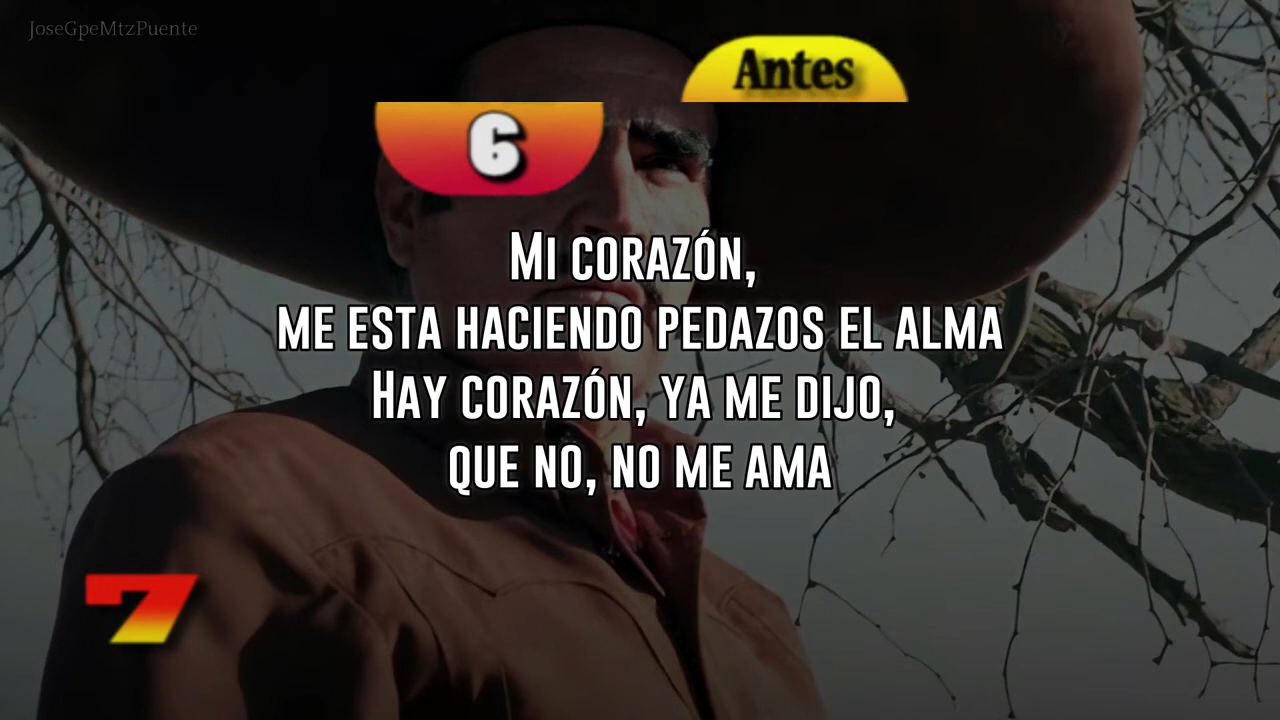 JoseGpeMtzPuente
Antes
6
Mi corazón,
me esta haciendo pedazos el alma
Hay corazón, ya me dijo,
que no, no me ama
7